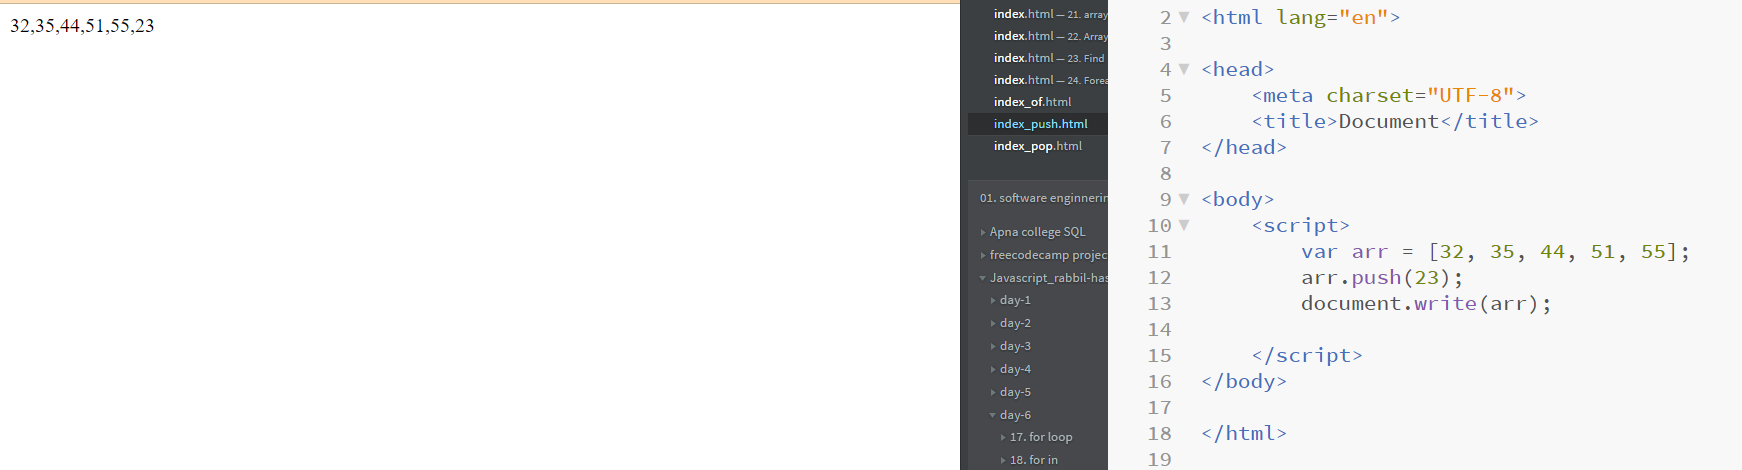 32,35,44,51,55,23
index.html — 21. array
index.html — 22. Array
index.html — 23. Find
index.html — 24. Forea
index_of.html
index_push.html
index_pop.html
01. software enginnerin
Apna college SQL
freecodecamp projec
Javascript_rabbil-has
day-1
day-2
day-3
day-4
day-5
day-6
17. for loop
18. for in
2 <html lang="en">
3
4 <head>
5 <meta charset="UTF-8">
6 <title>Document</title>
7 </head>
8
9 <body>
10 <script>
11 var arr = [32, 35, 44, 51, 55];
12 arr.push(23);
13 document.write(arr);
14
15 </script>
16 </body>
17
18 </html>
19